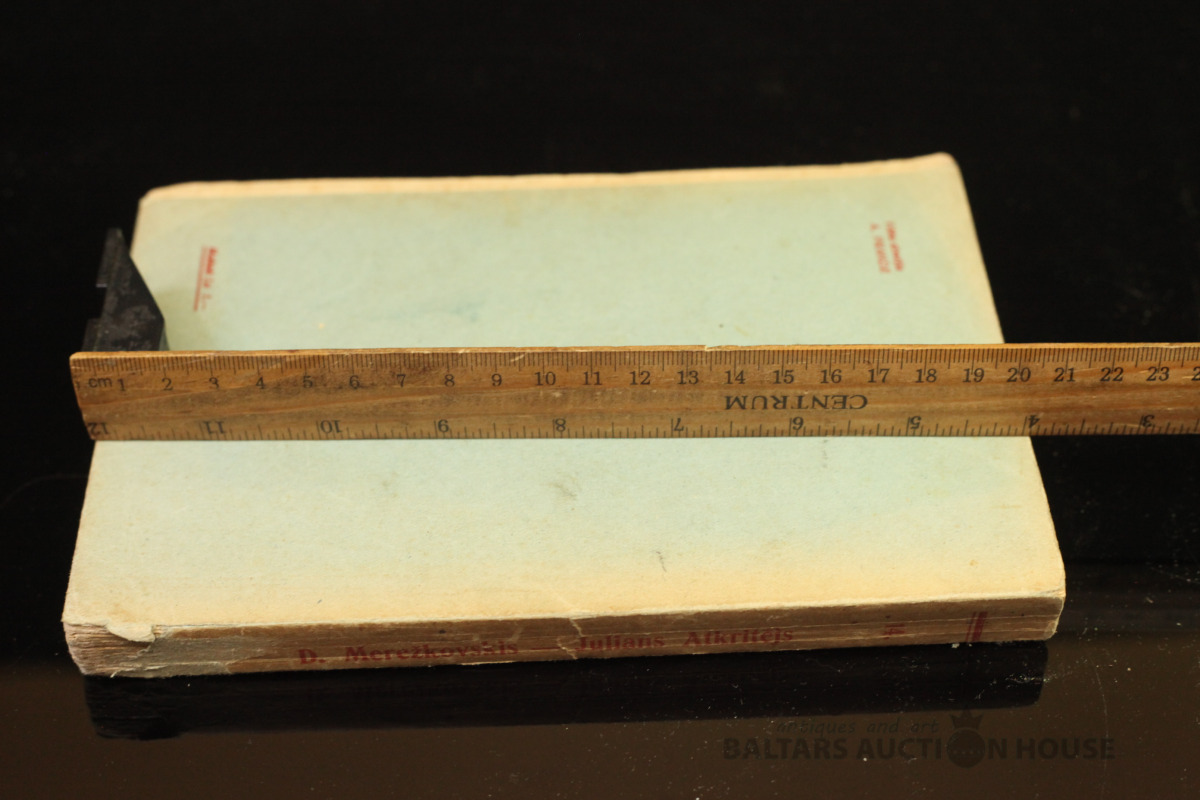 A. FRANCIS
cm 1 2 3 4 5 6 7 8 9 10 11 12 13 14 15 16 17 18 19 20 21 22 23
CENTRUM
12 11 10 9 8 7 6 5 4 3
D. Merežkovskis Julians Atkritējs
antiques and art
BALTARS AUCTION HOUSE